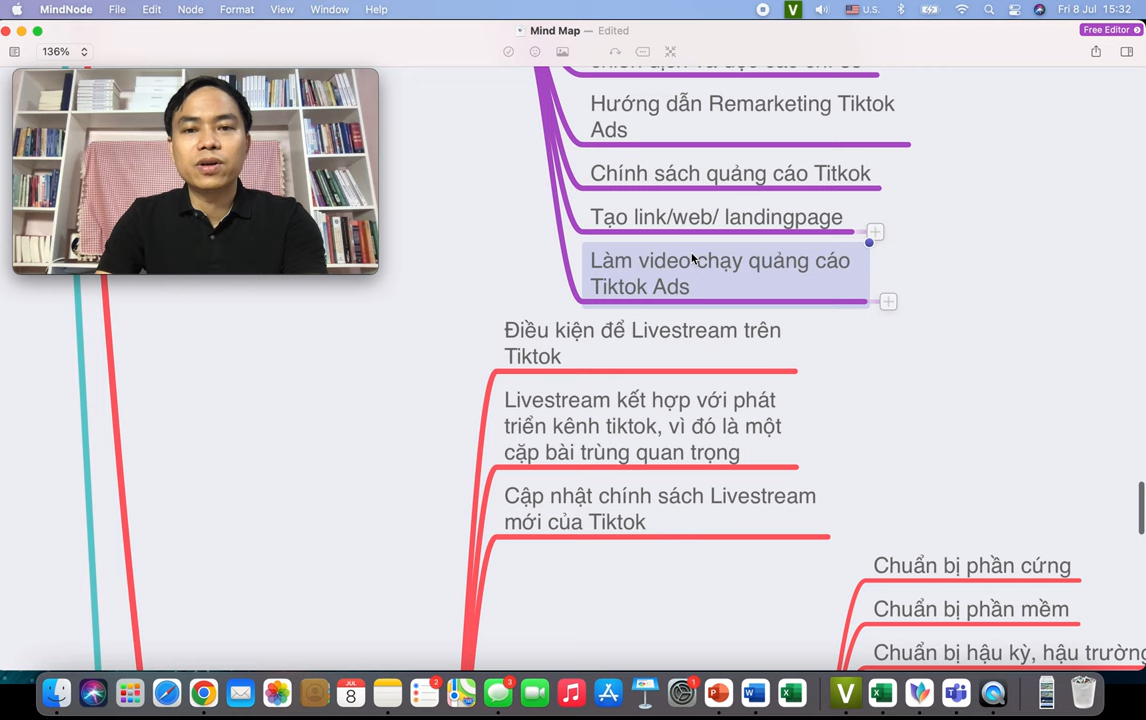 MindNode File Edit View Node Format View Window Help
U.S. Fri 8 Jul 15:32
Mind Map — Edited
Free Editor
136%
Hướng dẫn Remarketing Tiktok
Ads
Chính sách quảng cáo Titkok
Tạo link/web/ landingpage
Làm video chạy quảng cáo
Tiktok Ads
Điều kiện để Livestream trên
Tiktok
Livestream kết hợp với phát
triển kênh tiktok, vì đó là một
cặp bài trùng quan trọng
Cập nhật chính sách Livestream
mới của Tiktok
Chuẩn bị phần cứng
Chuẩn bị phần mềm
Chuẩn bị hậu kỳ, hậu trường